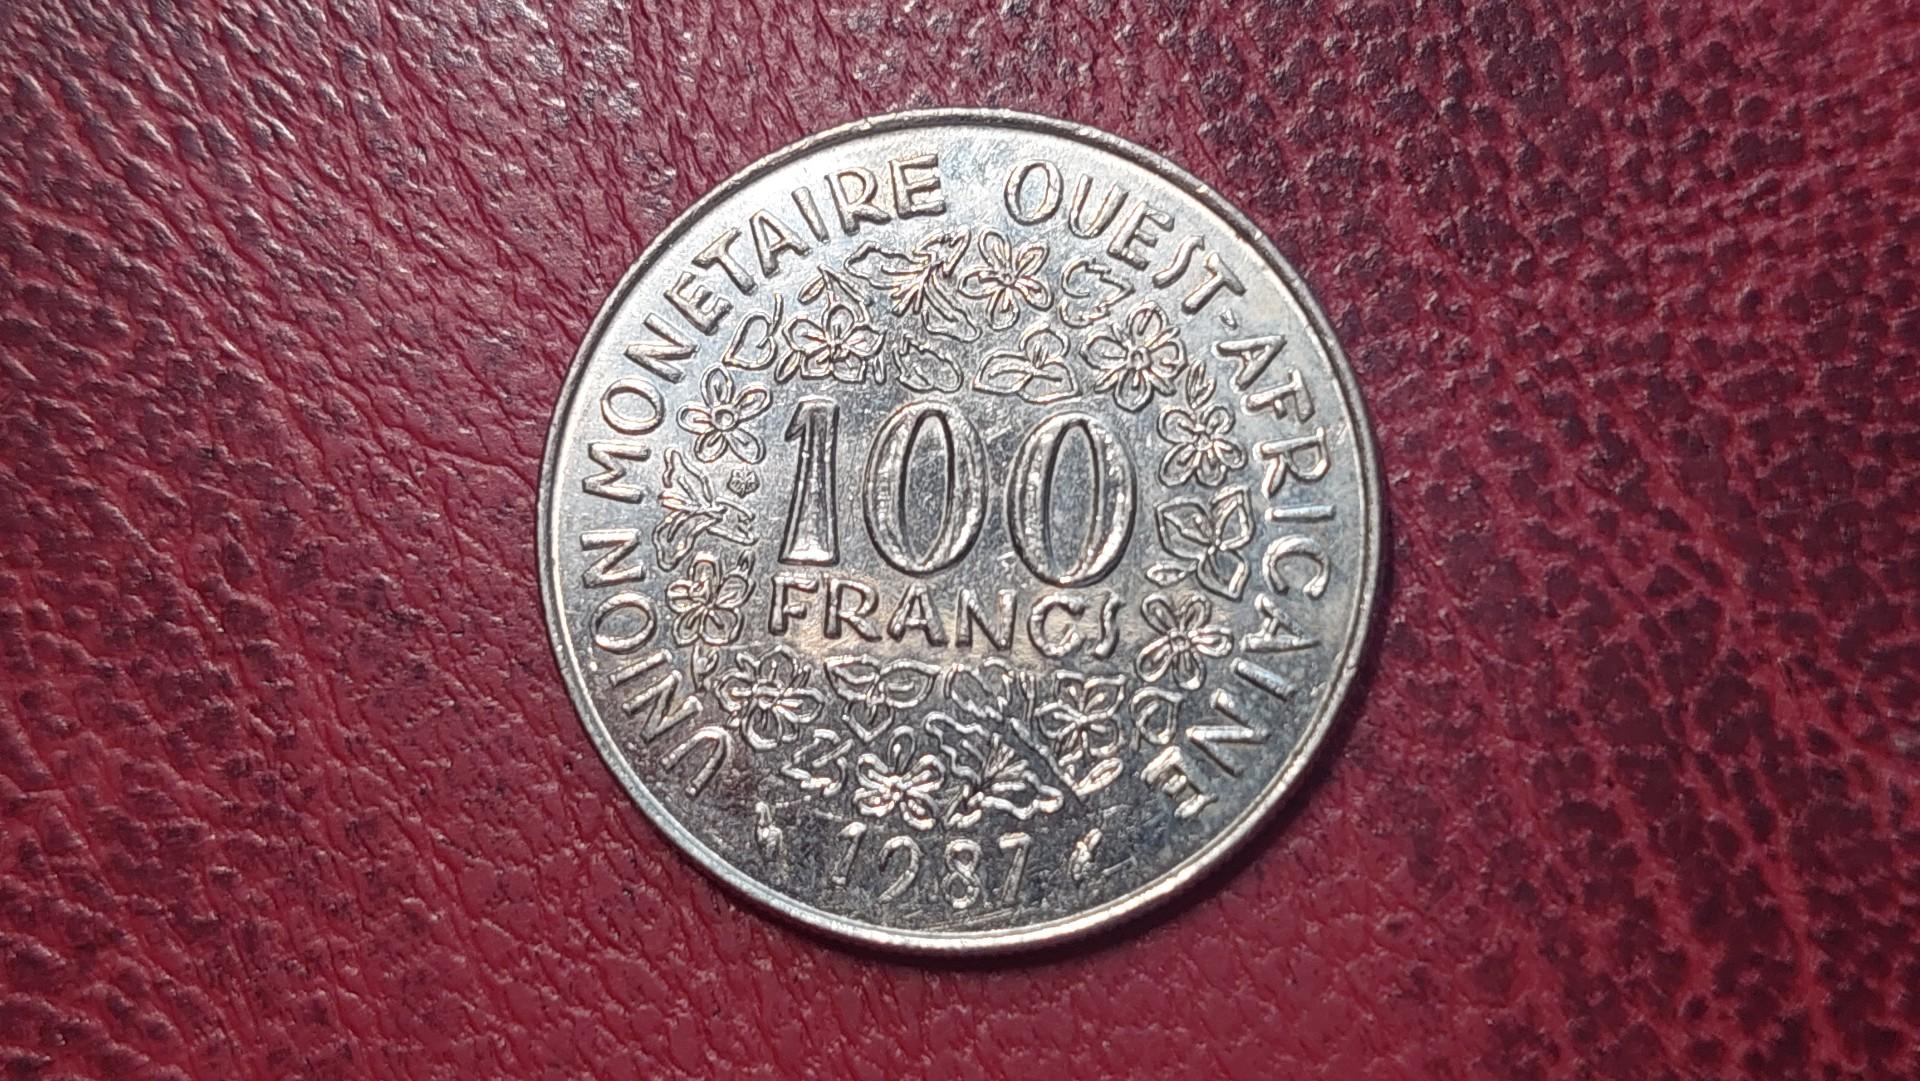 UNION MONETAIRE OUEST-AFRICAINE
100
FRANCS
1987